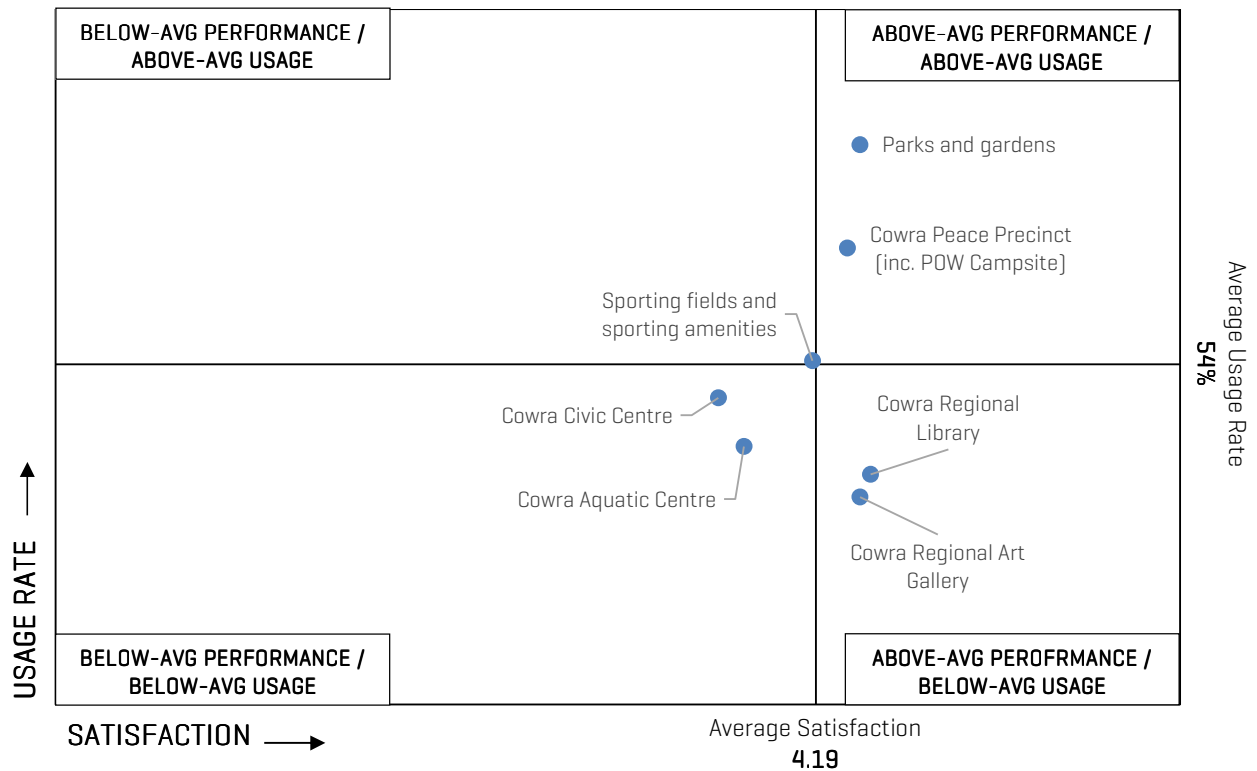 BELOW-AVG PERFORMANCE /
ABOVE-AVG USAGE
ABOVE-AVG PERFORMANCE /
ABOVE-AVG USAGE
Parks and gardens
Cowra Peace Precinct
(inc. POW Campsite)
Sporting fields and
sporting amenities
Average Usage Rate
54%
Cowra Civic Centre
Cowra Regional
Library
Cowra Aquatic Centre
Cowra Regional Art
Gallery
USAGE RATE
BELOW-AVG PERFORMANCE /
BELOW-AVG USAGE
ABOVE-AVG PEROFRMANCE /
BELOW-AVG USAGE
SATISFACTION
Average Satisfaction
4.19